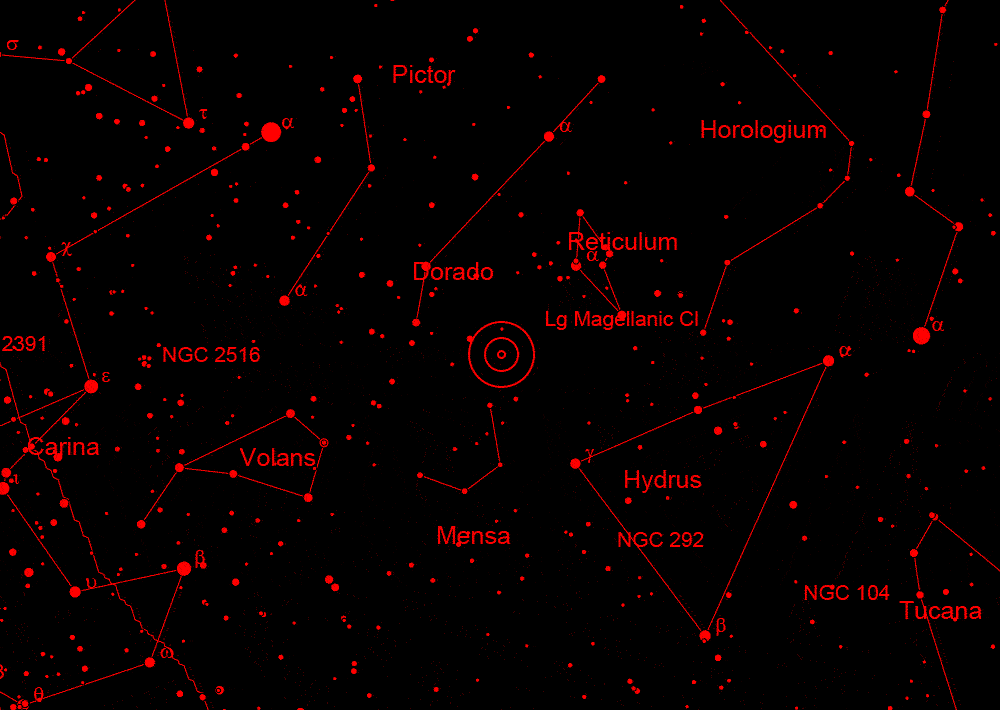 σ
Pictor
τ
α
α
Horologium
χ
Reticulum
α
Dorado
α
Lg Magellanic Cl
α
2391
NGC 2516
α
ε
Carina
Volans
γ
Hydrus
ι
Mensa
NGC 292
β
υ
NGC 104
Tucana
β
ω
β
θ